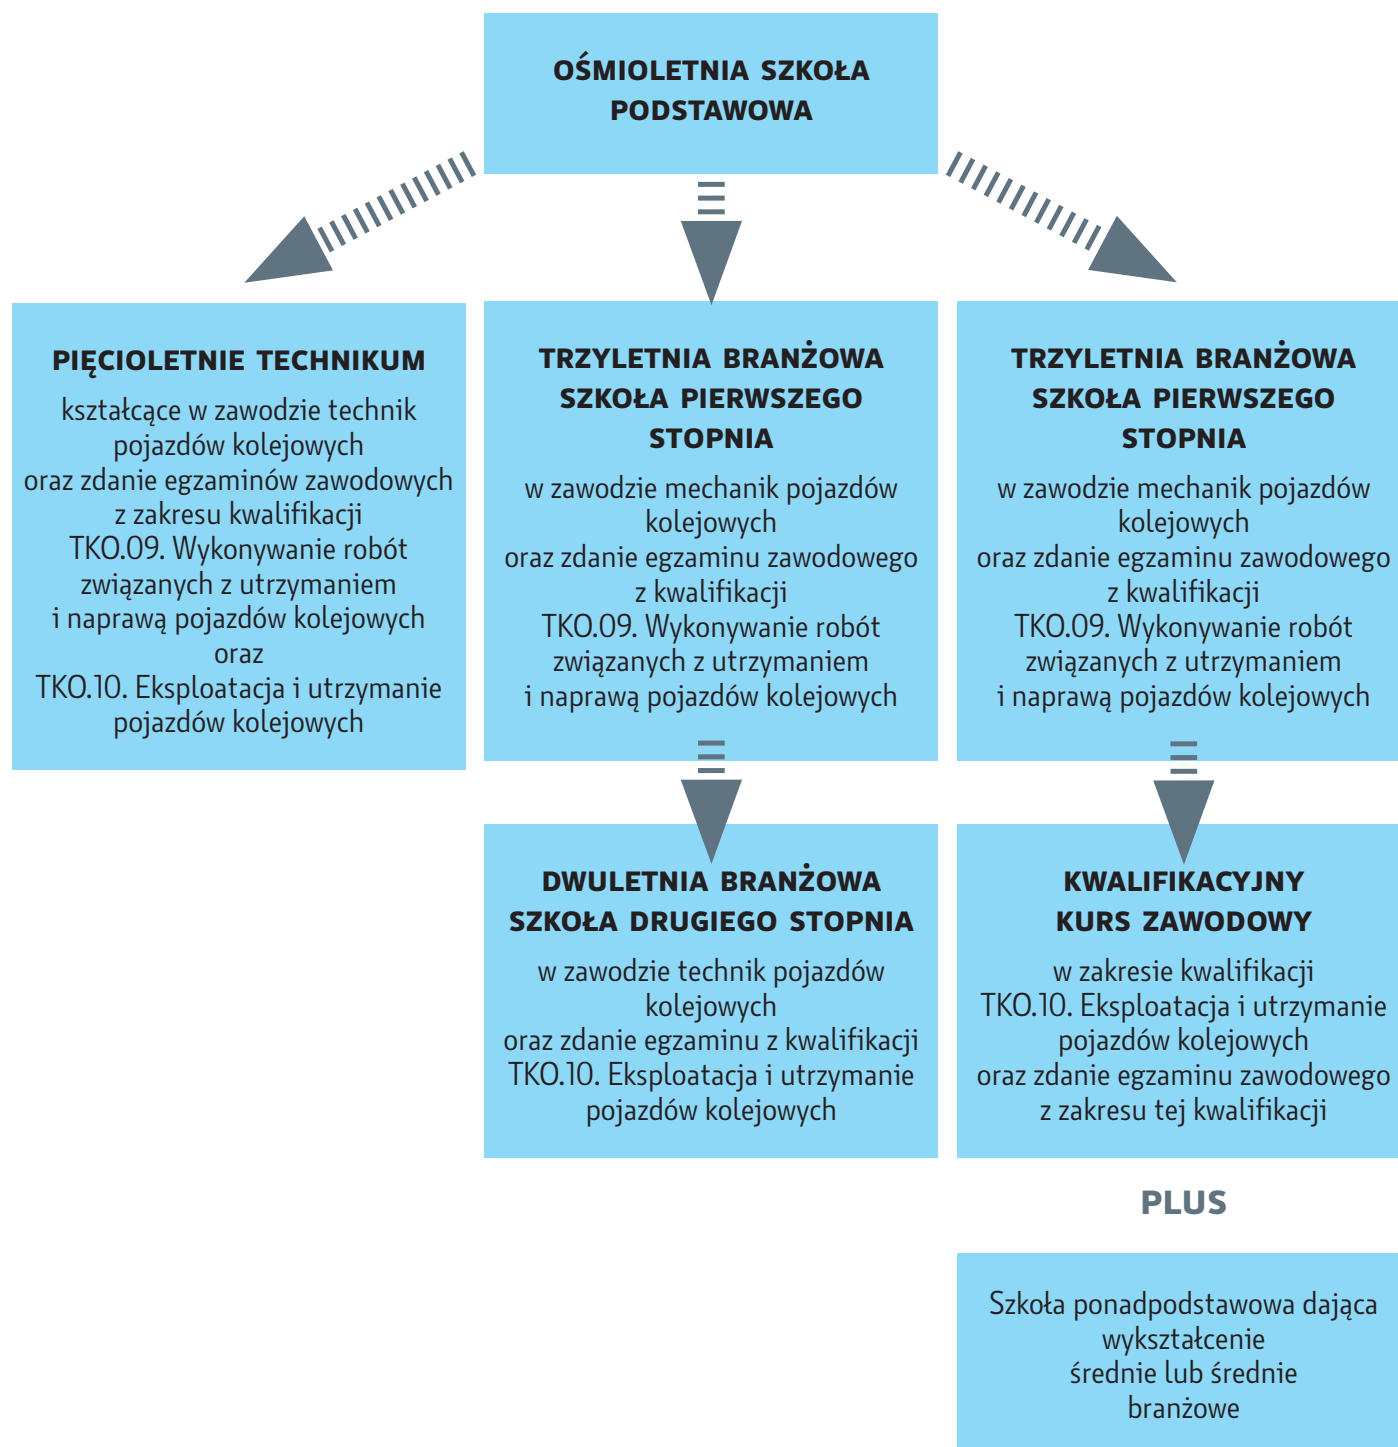 OŚMIOLETNIA SZKOŁA
PODSTAWOWA
PIĘCIOLETNIE TECHNIKUM
kształcące w zawodzie technik
pojazdów kolejowych
oraz zdanie egzaminów zawodowych
z zakresu kwalifikacji
TKO.09. Wykonywanie robót
związanych z utrzymaniem
i naprawą pojazdów kolejowych
oraz
TKO.10. Eksploatacja i utrzymanie
pojazdów kolejowych
TRZYLETNIA BRANŻOWA
SZKOŁA PIERWSZEGO
STOPNIA
w zawodzie mechanik pojazdów
kolejowych
oraz zdanie egzaminu zawodowego
z kwalifikacji
TKO.09. Wykonywanie robót
związanych z utrzymaniem
i naprawą pojazdów kolejowych
TRZYLETNIA BRANŻOWA
SZKOŁA PIERWSZEGO
STOPNIA
w zawodzie mechanik pojazdów
kolejowych
oraz zdanie egzaminu zawodowego
z kwalifikacji
TKO.09. Wykonywanie robót
związanych z utrzymaniem
i naprawą pojazdów kolejowych
DWULETNIA BRANŻOWA
SZKOŁA DRUGIEGO STOPNIA
w zawodzie technik pojazdów
kolejowych
oraz zdanie egzaminu z kwalifikacji
TKO.10. Eksploatacja i utrzymanie
pojazdów kolejowych
KWALIFIKACYJNY
KURS ZAWODOWY
w zakresie kwalifikacji
TKO.10. Eksploatacja i utrzymanie
pojazdów kolejowych
oraz zdanie egzaminu zawodowego
z zakresu tej kwalifikacji
PLUS
Szkoła ponadpodstawowa dająca
wykształcenie
średnie lub średnie
branżowe